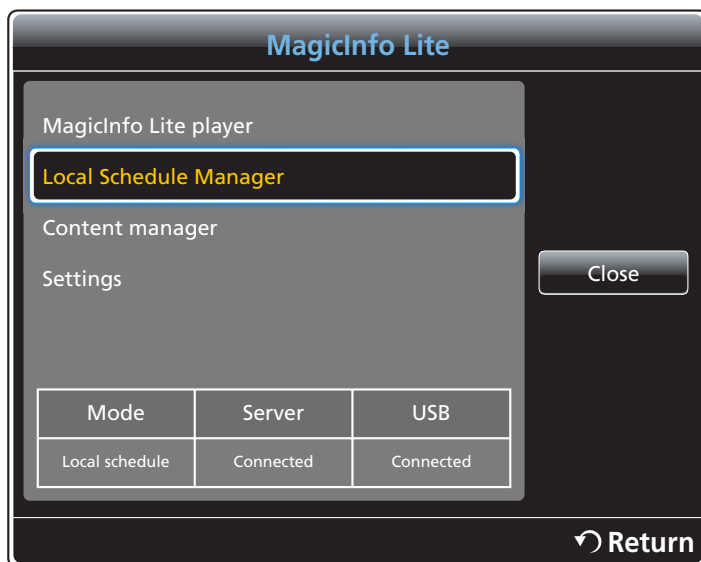 MagicInfo Lite
MagicInfo Lite player
Local Schedule Manager
Content manager
Settings
Close
Mode Server USB
Local schedule Connected Connected
Return